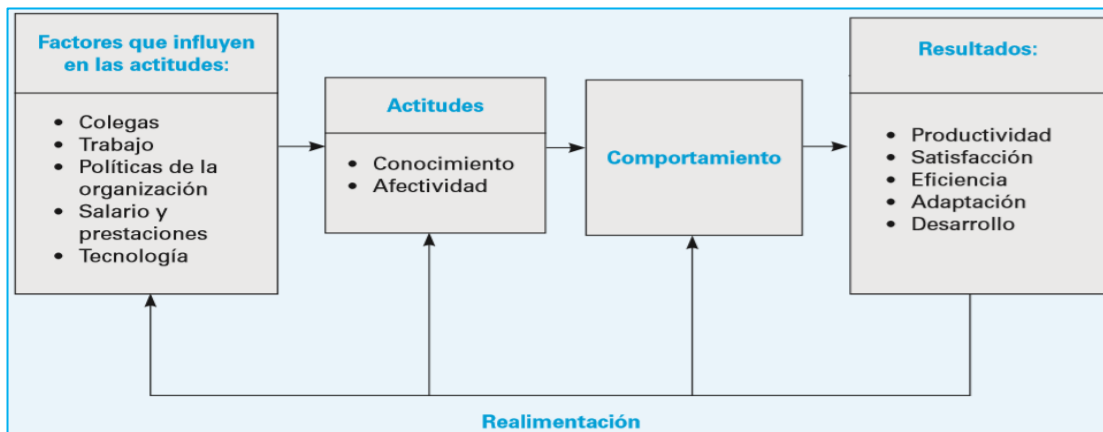 Factores que influyen
en las actitudes:
• Colegas
• Trabajo
• Políticas de la
organización
• Salario y
prestaciones
• Tecnología
Actitudes
• Conocimiento
• Afectividad
Comportamiento
Resultados:
• Productividad
• Satisfacción
• Eficiencia
• Adaptación
• Desarrollo
Realimentación